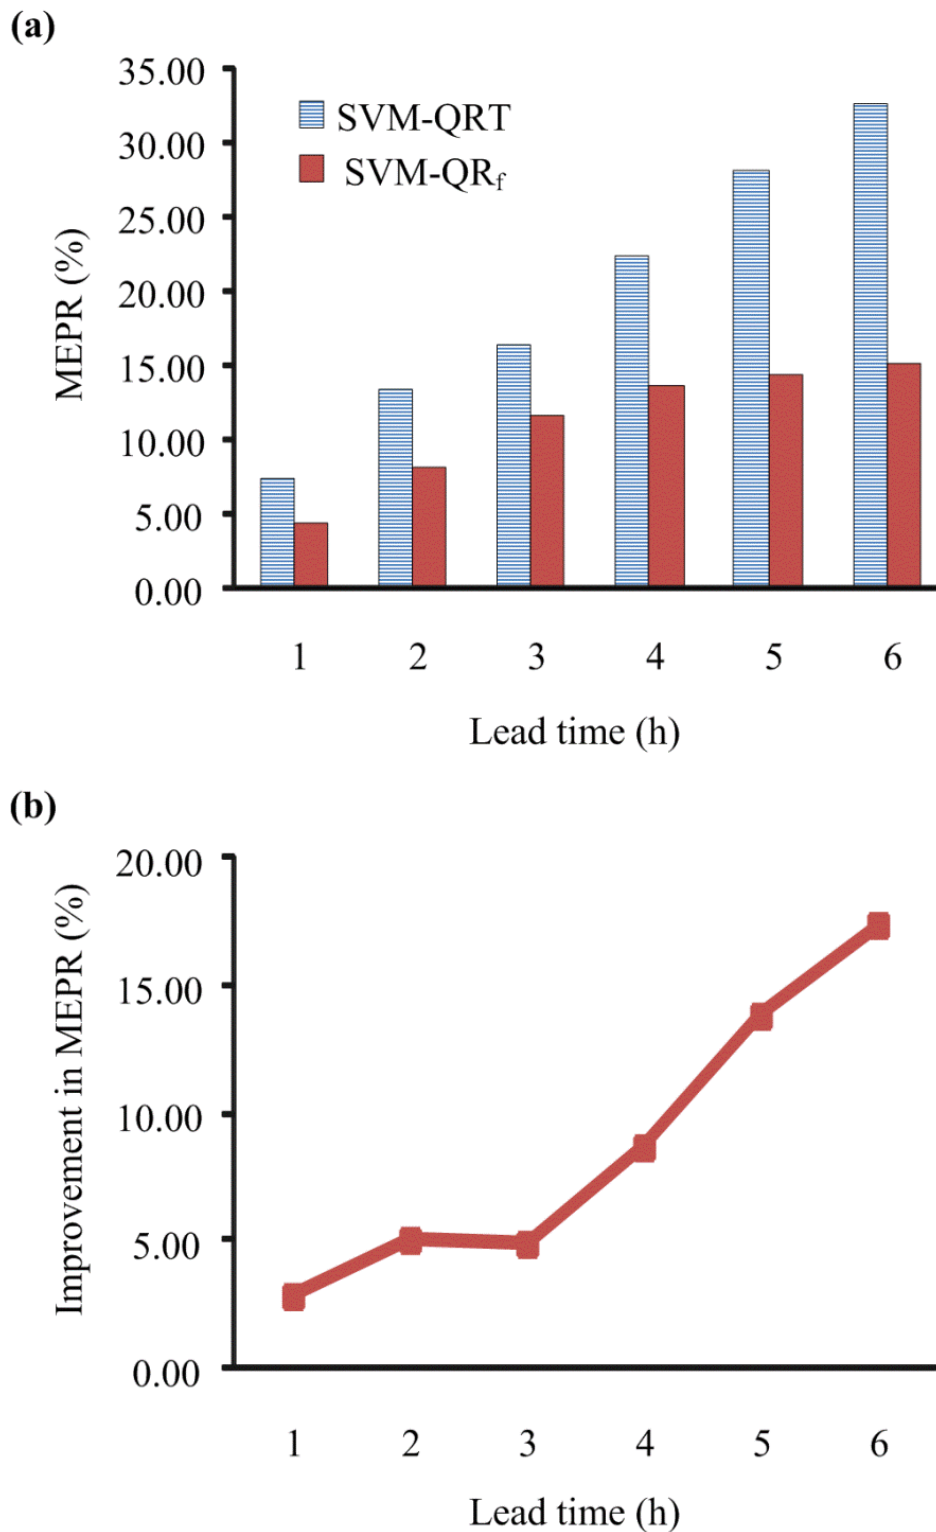 (a)
MEPR (%)
35.00
30.00
25.00
20.00
15.00
10.00
5.00
0.00
SVM-QRT
SVM-QRf
1 2 3 4 5 6
Lead time (h)
(b)
Improvement in MEPR (%)
20.00
15.00
10.00
5.00
0.00
1 2 3 4 5 6
Lead time (h)